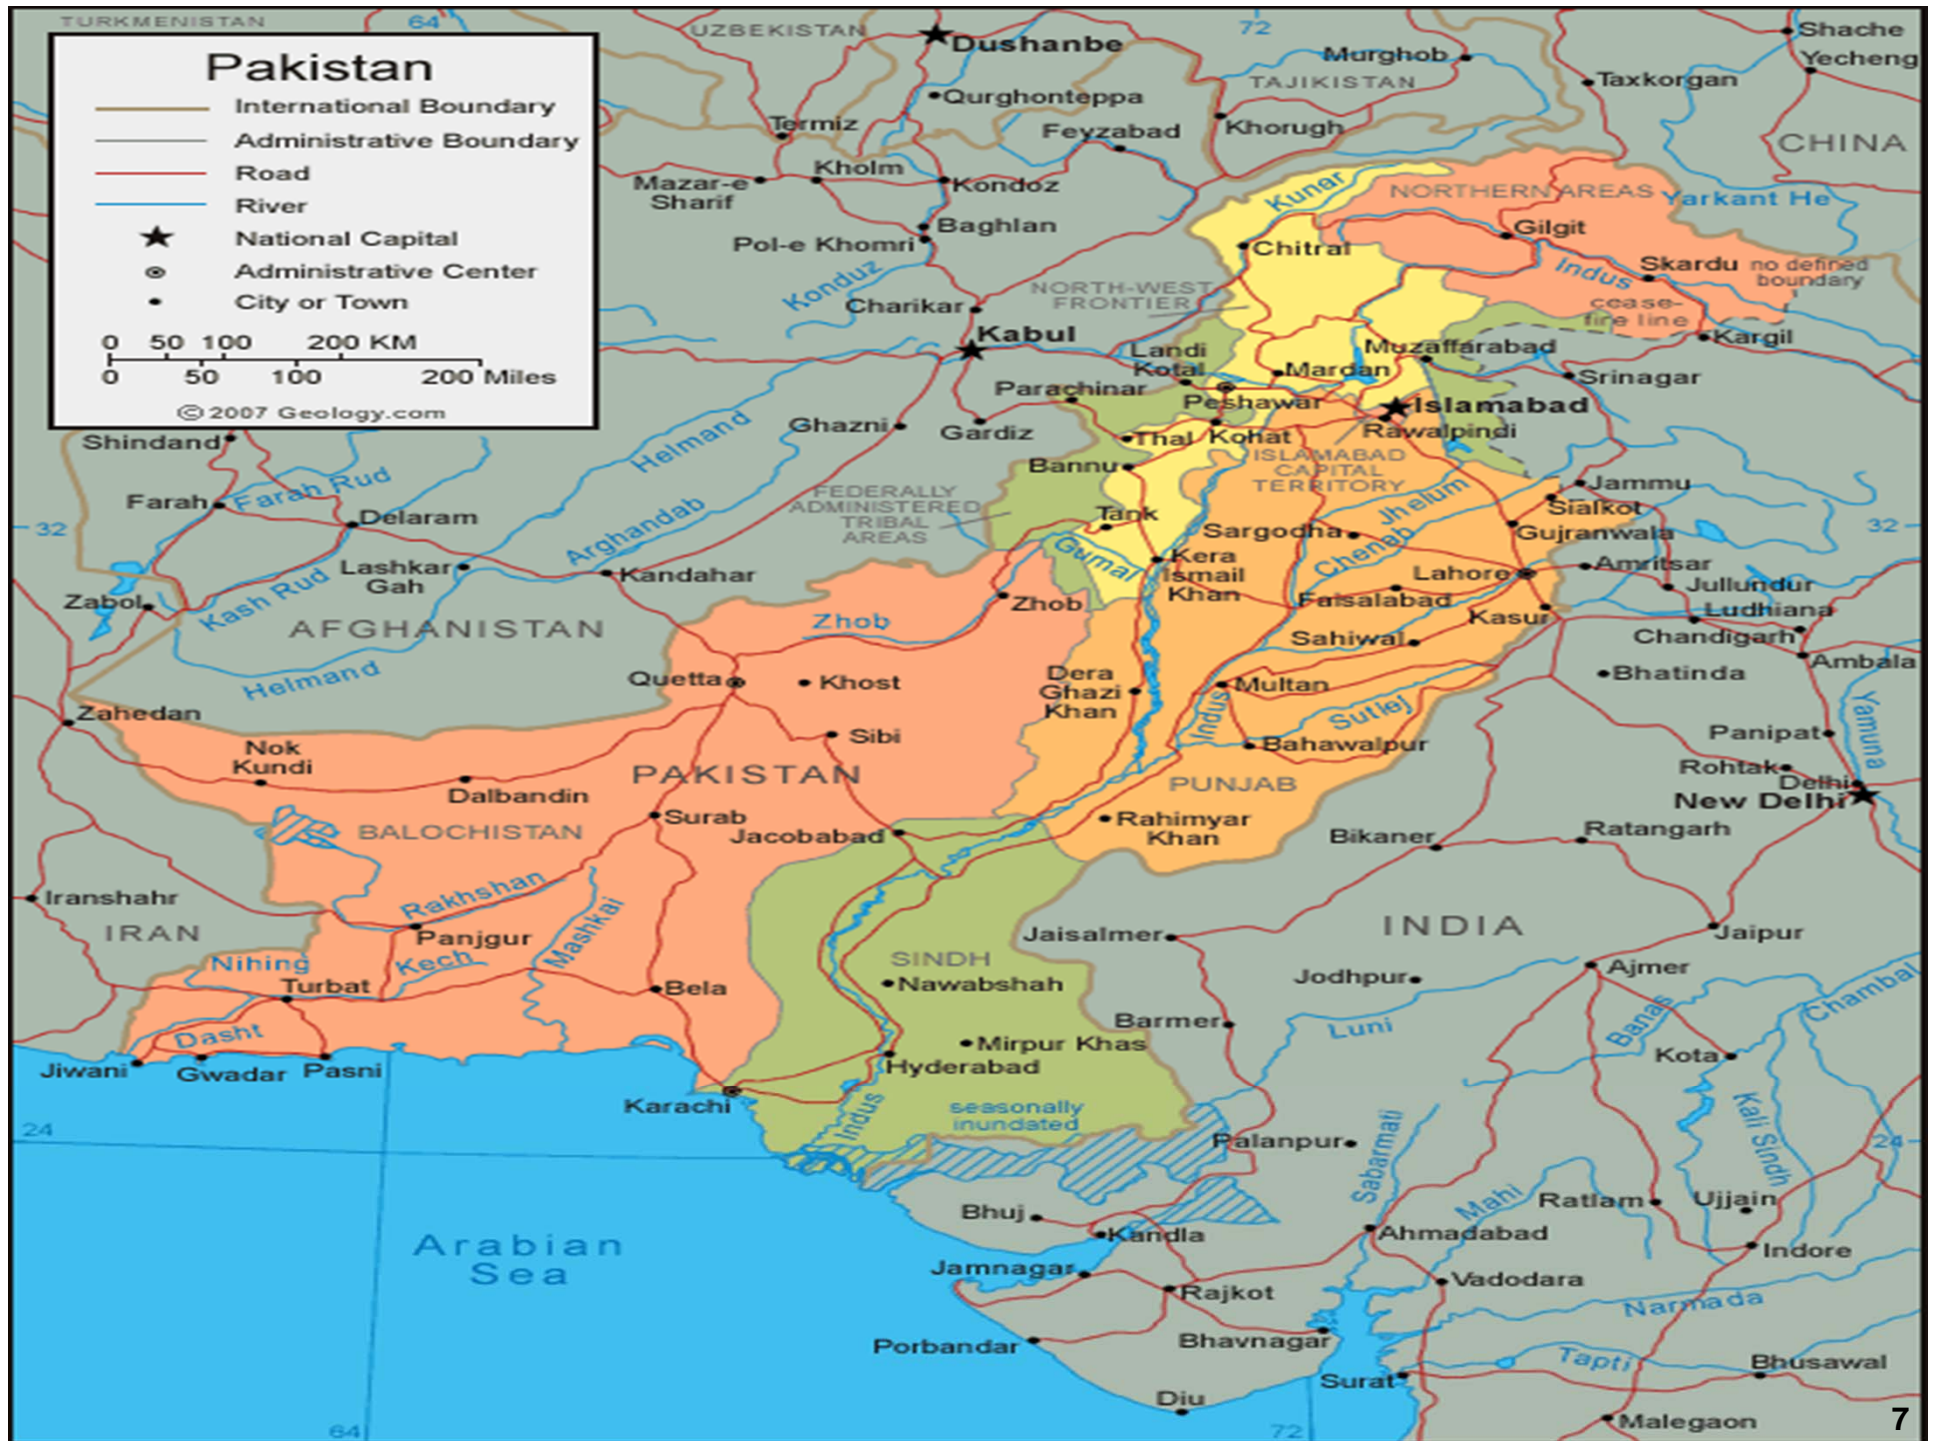 TURKMENISTAN
64
UZBEKISTAN
Dushanbe
72
Murghob
Shache
Yecheng
Taxkorgan
TAJIKISTAN
Qurghonteppa
Pakistan
International Boundary
Administrative Boundary
Road
River
National Capital
Administrative Center
City or Town
0 50 100 200 KM
0 50 100 200 Miles
© 2007 Geology.com
Termiz
Feyzabad
Khorugh
CHINA
Kholm
Mazar-e
Sharif
Kondoz
Kunar
NORTHERN AREAS
Yarkant He
Baghlan
Pol-e Khomri
Gilgit
Chitral
Konduz
Indus
Skardu
no defined
boundary
NORTH-WEST
FRONTIER
Charikar
cease-
fire line
Kabul
Kargil
Landi
Kotal
Muzaffarabad
Mardan
Srinagar
Parachinar
Peshawar
Islamabad
Rawalpindi
Ghazni
Gardiz
Thal
Kohat
Shindand
Helmand
ISLAMABAD
CAPITAL
TERRITORY
Bannu
Farah Rud
Farah
FEDERALLY
ADMINISTERED
TRIBAL
AREAS
Jammu
Jhelum
Sialkot
Delaram
Arghandab
Tank
32
32
Sargodha
Gujranwala
Chenab
Gumal
Kera
Ismail
Khan
Lashkar
Gah
Kandahar
Lahore
Amritsar
Jullundur
Zabol
Kash Rud
Zhob
Faisalabad
Kasur
Ludhiana
Chandigarh
AFGHANISTAN
Zhob
Sahiwal
Ambala
Helmand
Quetta
Khost
Dera
Ghazi
Khan
Multan
Bhatinda
Zahedan
Indus
Sutlej
Yamuna
Nok
Kundi
Sibi
Bahawalpur
Panipat
PAKISTAN
PUNJAB
Rohtak
Delhi
New Delhi
Dalbandin
Surab
BALOCHISTAN
Jacobabad
Rahimyar
Khan
Bikaner
Ratangarh
Rakhshan
Iranshahr
IRAN
Panjgur
Mashkai
Jaisalmer
INDIA
Jaipur
Nihing
Kech
SINDH
Turbat
Bela
Nawabshah
Jodhpur
Ajmer
Chambal
Dasht
Barmer
Luni
Banas
Mirpur Khas
Kota
Jiwani
Gwadar
Pasni
Hyderabad
Karachi
Indus
seasonally
inundated
24
Palanpur
Sabarmati
Kali Sindh
24
Bhuj
Kandla
Mahi
Ratlam
Ujjain
Arabian
Sea
Ahmadabad
Indore
Jamnagar
Vadodara
Rajkot
Narmada
Porbandar
Bhavnagar
Tapti
Bhusawal
Surat
Diu
Malegaon
64
72
7